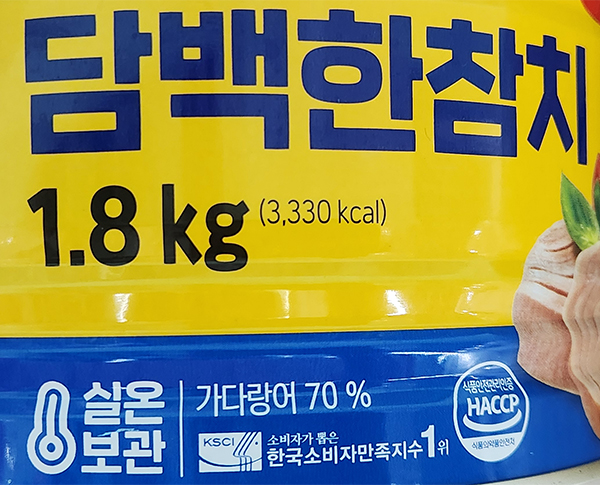 담백한참치
1.8 kg (3,330 kcal)
실온
보관
가다랑어 70 %
KSCI
소비자가 뽑은
한국소비자만족지수1위
식품안전관리인증
HACCP
식품의약품안전처